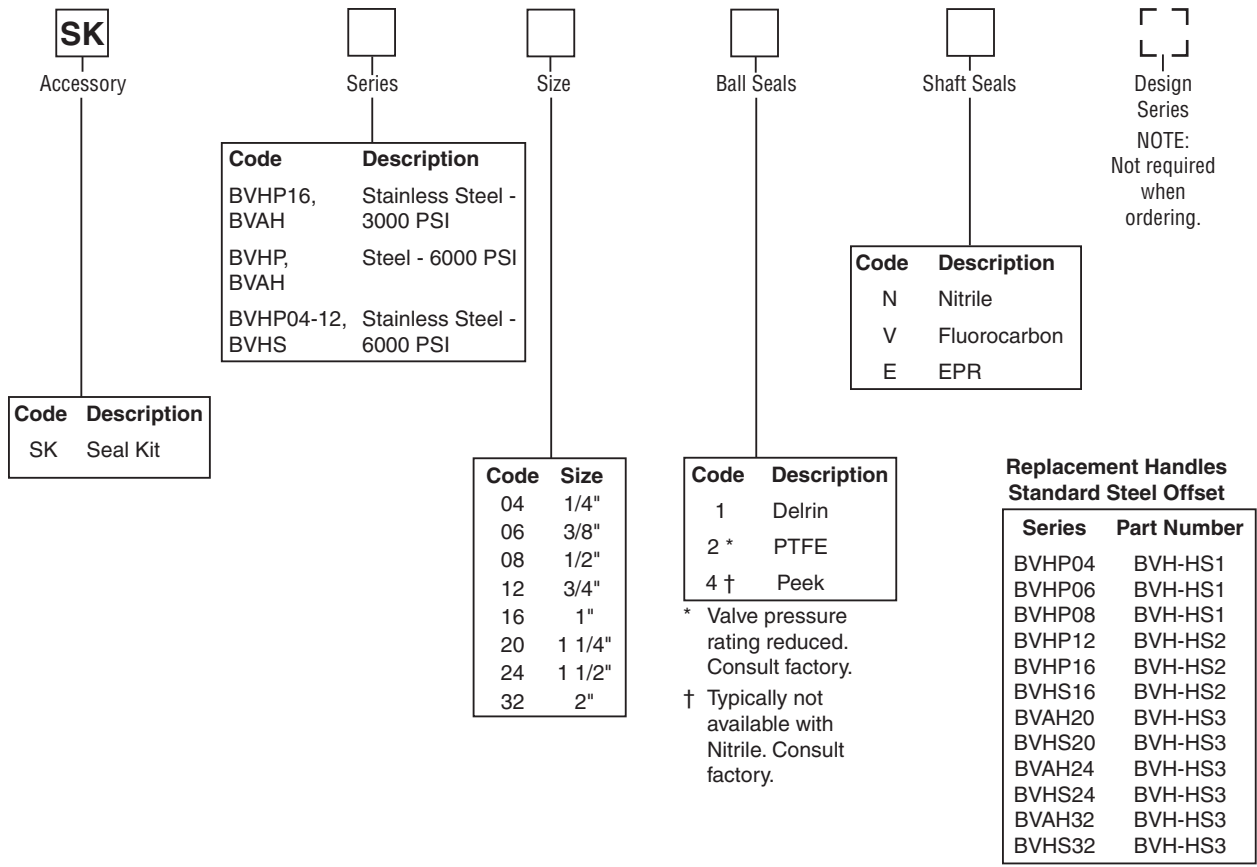 SK
Accessory
Series
Size
Ball Seals
Shaft Seals
Design
Series
NOTE:
Not required
when
ordering.
Code Description
BVHP16, Stainless Steel -
BVAH 3000 PSI
BVHP, Steel - 6000 PSI
BVAH
BVHP04-12, Stainless Steel -
BVHS 6000 PSI
Code Description
N Nitrile
V Fluorocarbon
E EPR
Code Description
SK Seal Kit
Code Size
04 1/4"
06 3/8"
08 1/2"
12 3/4"
16 1"
20 1 1/4"
24 1 1/2"
32 2"
Code Description
1 Delrin
2 * PTFE
4 † Peek
* Valve pressure
rating reduced.
Consult factory.
† Typically not
available with
Nitrile. Consult
factory.
Replacement Handles
Standard Steel Offset
Series Part Number
BVHP04 BVH-HS1
BVHP06 BVH-HS1
BVHP08 BVH-HS1
BVHP12 BVH-HS2
BVHP16 BVH-HS2
BVHS16 BVH-HS2
BVAH20 BVH-HS3
BVHS20 BVH-HS3
BVAH24 BVH-HS3
BVHS24 BVH-HS3
BVAH32 BVH-HS3
BVHS32 BVH-HS3